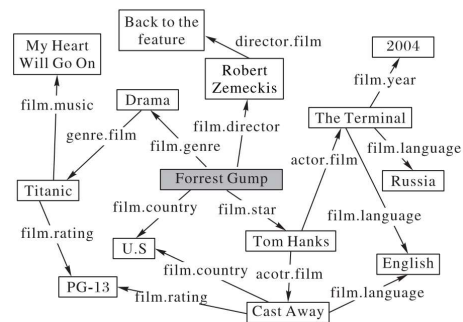 Back to the
feature
director.film
2004
My Heart
Will Go On
Robert
Zemeckis
film.year
film.music
Drama
The Terminal
film.director
genre.film
film.genre
actor.film
film.language
Titanic
Forrest Gump
Russia
film.country
film.star
film.language
film.rating
U.S
Tom Hanks
film.country
acotr.film
English
PG-13
film.rating
film.language
Cast Away